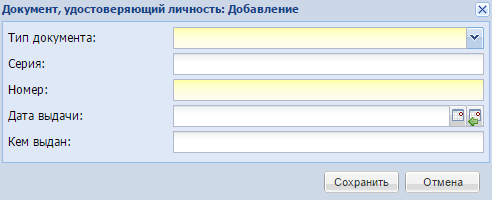 Документ, удостоверяющий личность: Добавление
Тип документа:
Серия:
Номер:
Дата выдачи:
Кем выдан:
Сохранить Отмена